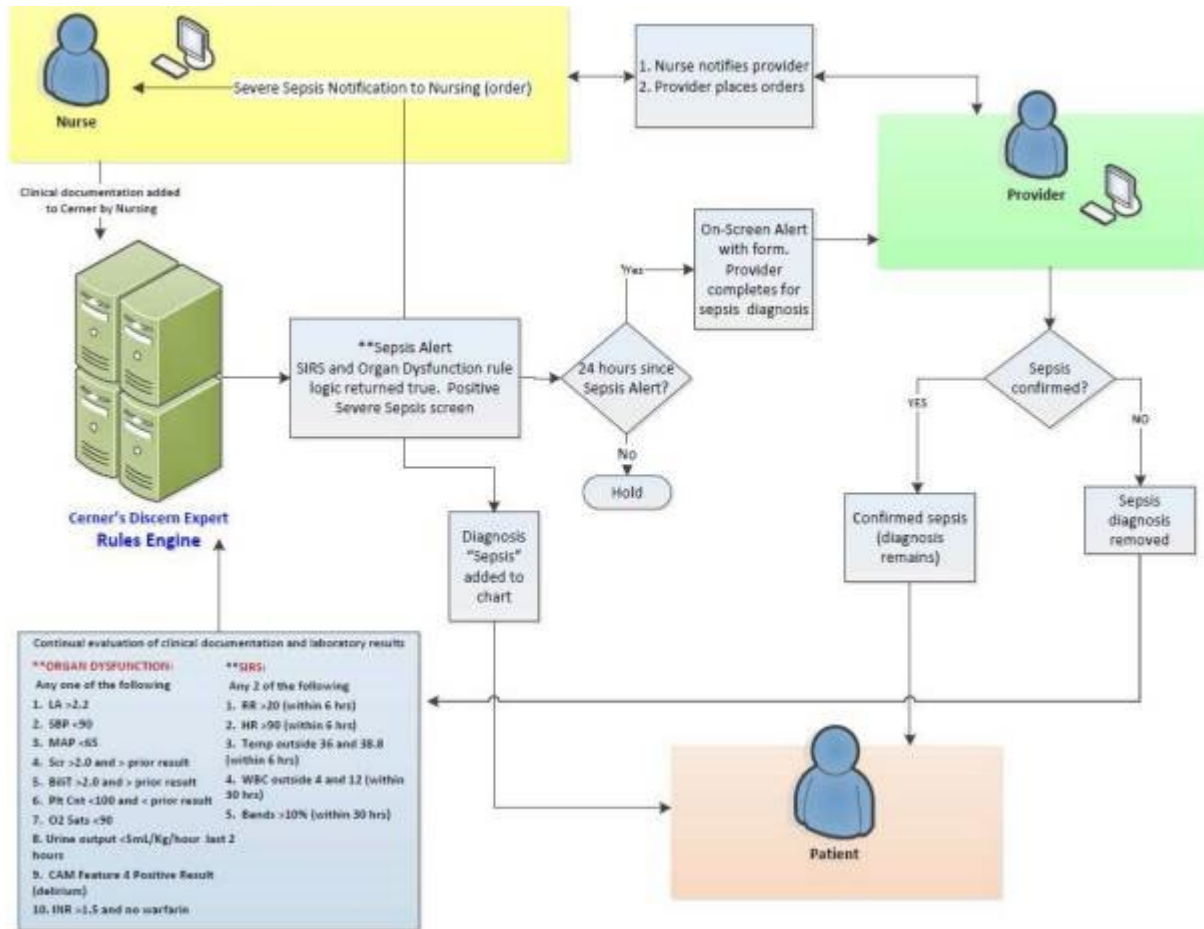 Severe Sepsis Notification to Nursing (order)
Nurse
1. Nurse notifies provider
2. Provider places orders
Provider
Clinical documentation added
to Cerner by Nursing
On-Screen Alert
with form.
Provider
completes for
sepsis diagnosis
Yes
**Sepsis Alert
SIRS and Organ Dysfunction rule
logic returned true. Positive
Severe Sepsis screen
24 hours since
Sepsis Alert?
No
Hold
Sepsis
confirmed?
YES
NO
Cerner's Discern Expert
Rules Engine
Diagnosis
"Sepsis"
added to
chart
Confirmed sepsis
(diagnosis
remains)
Sepsis
diagnosis
removed
Continual evaluation of clinical documentation and laboratory results
**ORGAN DYSFUNCTION:
Any one of the following
1. LA >2.2
2. SBP <90
3. MAP <65
4. Scr >2.0 and > prior result
5. BiliT >2.0 and > prior result
6. Plt Cnt <100 and < prior result
7. O2 Sats <90
8. Urine output <5mL/Kg/hour last 2
hours
9. CAM Feature 4 Positive Result
(delirium)
10. INR >1.5 and no warfarin
**SIRS:
Any 2 of the following
1. RR >20 (within 6 hrs)
2. HR >90 (within 6 hrs)
3. Temp outside 36 and 38.8
(within 6 hrs)
4. WBC outside 4 and 12 (within
30 hrs)
5. Bands >10% (within 30 hrs)
Patient